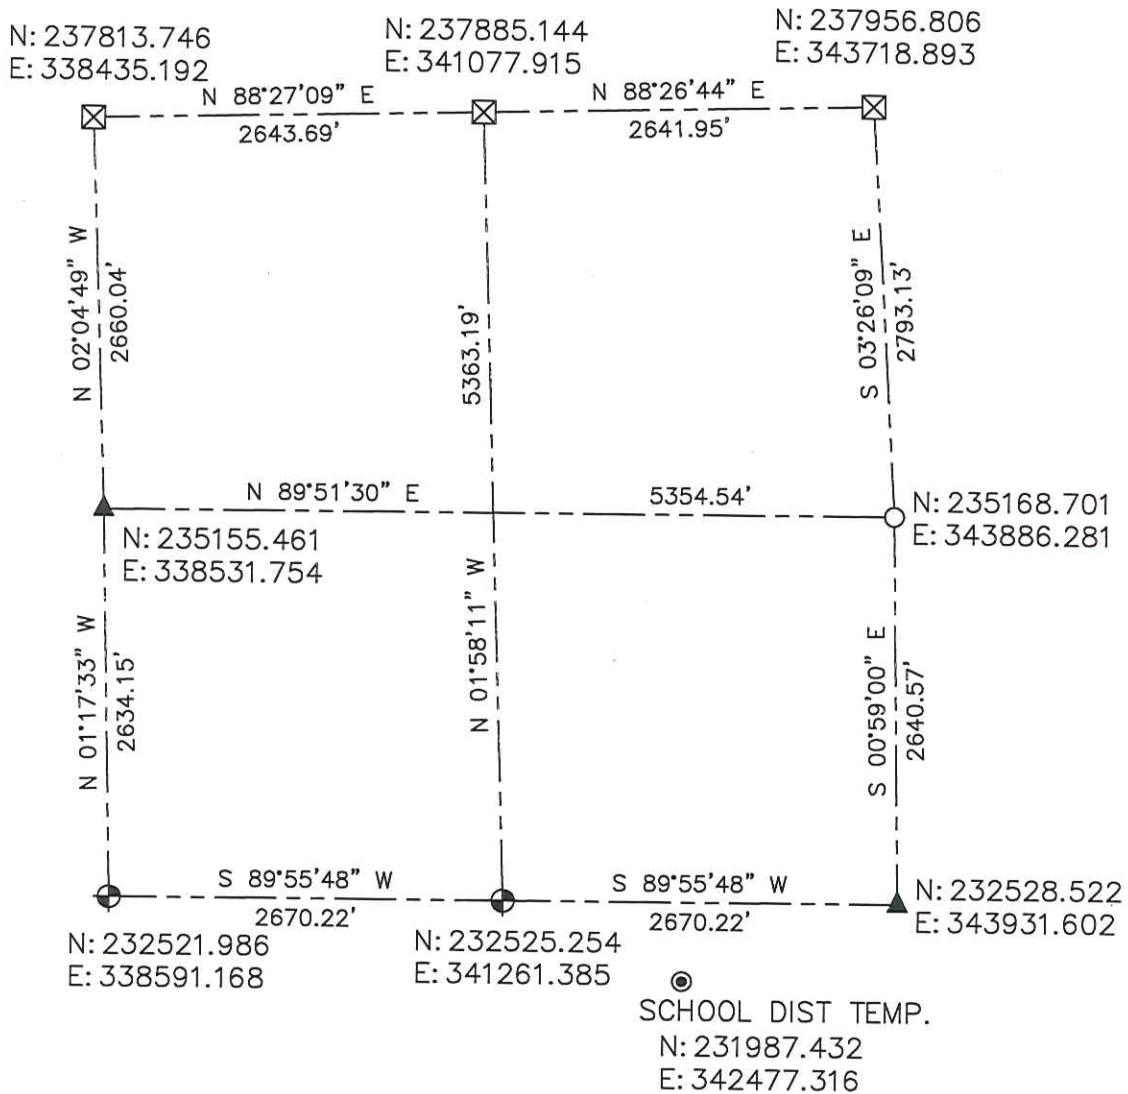 N: 237813.746
E: 338435.192
N: 237885.144
E: 341077.915
N: 237956.806
E: 343718.893
N 88°27'09" E
2643.69'
N 88°26'44" E
2641.95'
N 02°04'49" W
2660.04'
5363.19'
S 03°26'09" E
2793.13'
N 89°51'30" E
5354.54'
N: 235155.461
E: 338531.754
N: 235168.701
E: 343886.281
N 01°17'33" W
2634.15'
N 01°58'11" W
S 00°59'00" E
2640.57'
S 89°55'48" W
2670.22'
S 89°55'48" W
2670.22'
N: 232521.986
E: 338591.168
N: 232525.254
E: 341261.385
N: 232528.522
E: 343931.602
SCHOOL DIST TEMP.
N: 231987.432
E: 342477.316